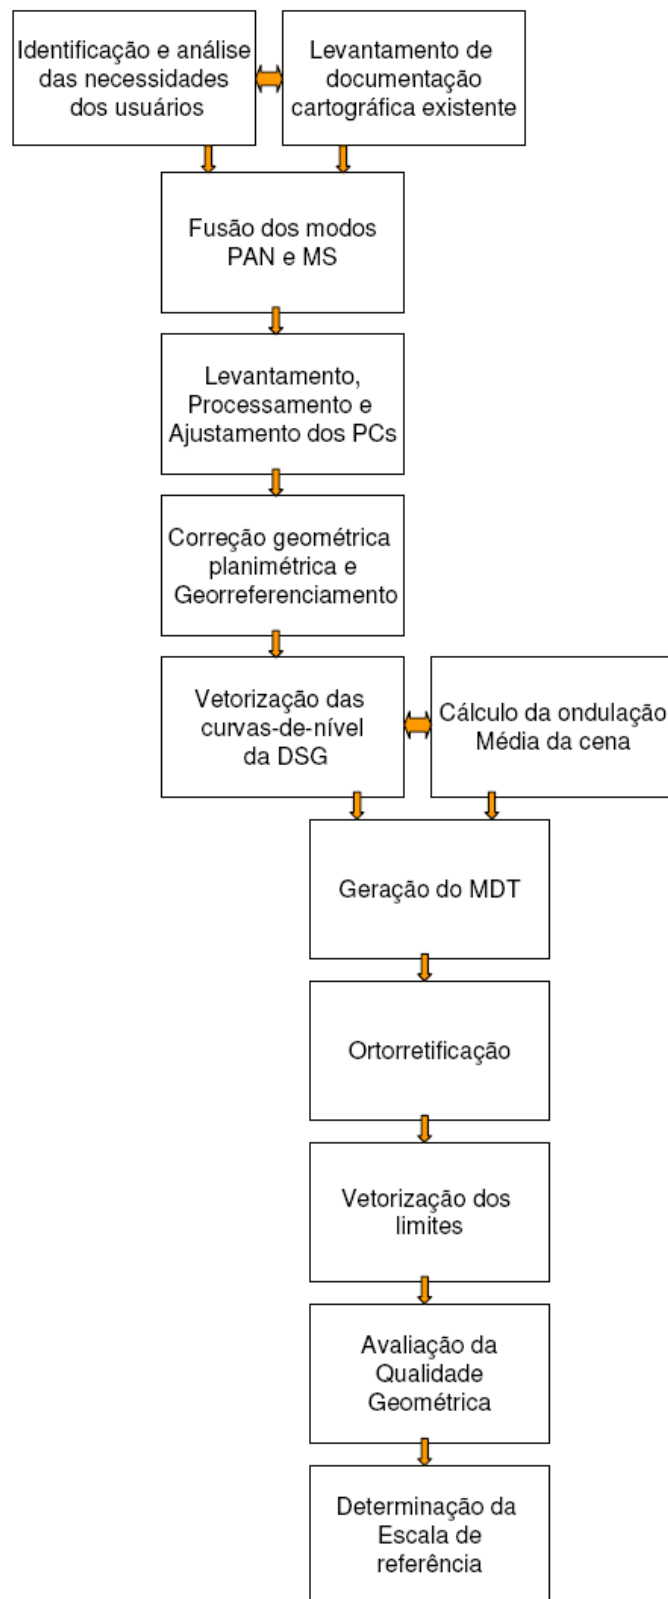 Identificação e análise
das necessidades
dos usuários
Levantamento de
documentação
cartográfica existente
Fusão dos modos
PAN e MS
Levantamento,
Processamento e
Ajustamento dos PCs
Correção geométrica
planimétrica e
Georreferenciamento
Vetorização das
curvas-de-nível
da DSG
Cálculo da ondulação
Média da cena
Geração do MDT
Ortorretificação
Vetorização dos
limites
Avaliação da
Qualidade
Geométrica
Determinação da
Escala de
referência